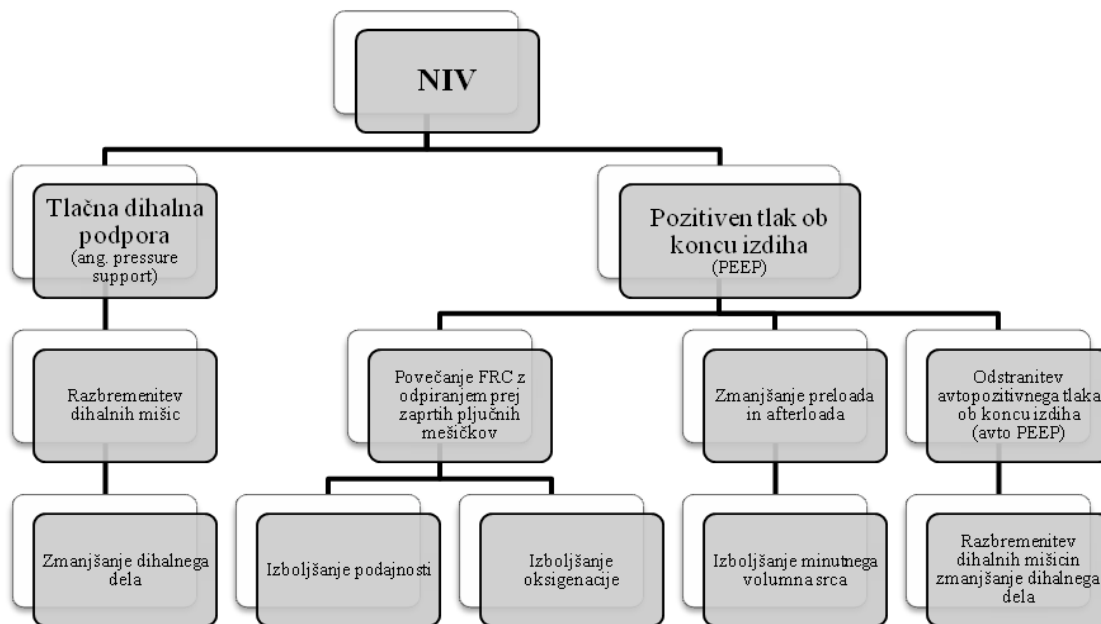 NIV
Tlačna dihalna
podpora
(ang. pressure
support)
Pozitiven tlak ob
koncu izdiha
(PEEP)
Razbremenitev
dihalnih mišic
Povečanje FRC z
odpiranjem prej
zaprtih pljučnih
mešičkov
Zmanjšanje preloada
in afterloada
Odstranitev
avtopozitivnega tlaka
ob koncu izdiha
(avto PEEP)
Zmanjšanje dihalnega
dela
Izboljšanje podajnosti
Izboljšanje
oksigenacije
Izboljšanje minutnega
volumna srca
Razbremenitev
dihalnih mišicin
zmanjšanje dihalnega
dela